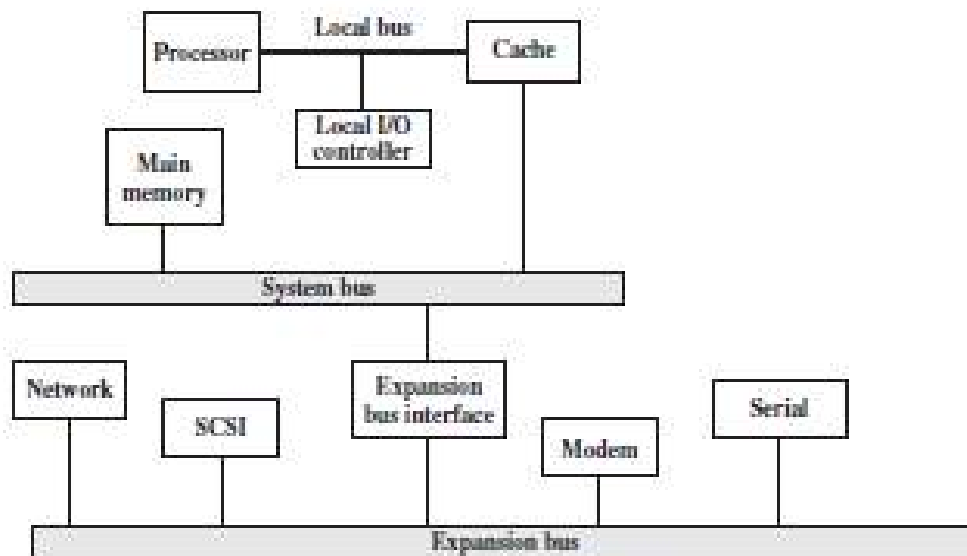 Local bus
Processor
Cache
Local I/O
controller
Main
memory
System bus
Network
SCSI
Expansion
bus interface
Modem
Serial
Expansion bus